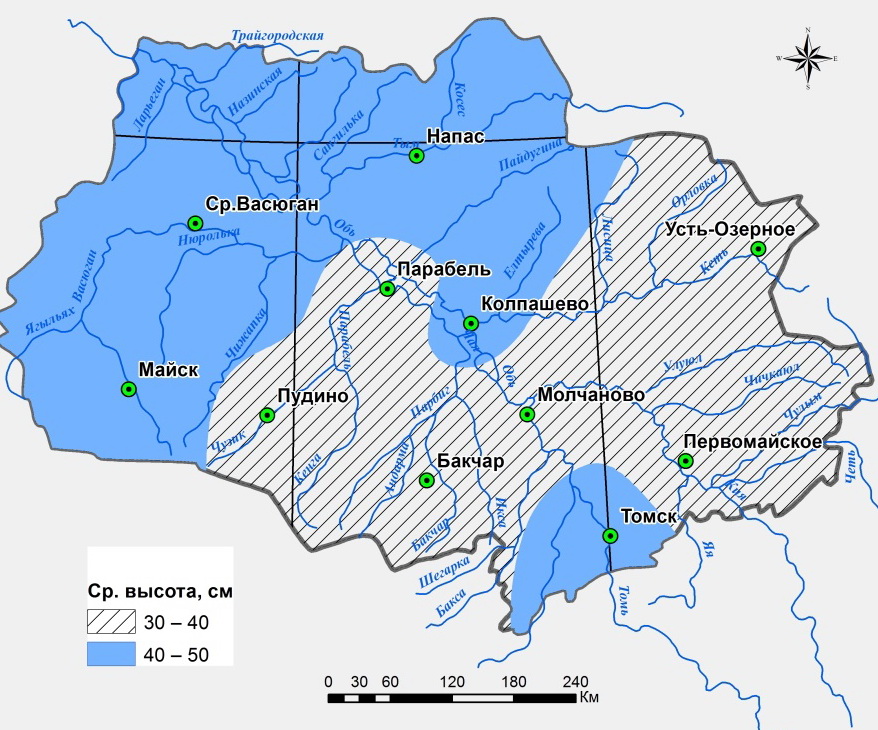 Трайгородская
N
W
E
S
Ларьеган
Назинская
Косес
Сангилька
Напас
Тым
Пайдугина
Орловка
Ср.Васюган
Нюролька
Обь
Лисица
Елтырева
Усть-Озерное
Кеть
Васюган
Парабель
Колпашево
Ягыльях
Чижапка
Парабель
Пай
Обь
Улуюл
Чичкаюл
Майск
Пудино
Парбиг
Молчаново
Чулым
Чузик
Первомайское
Кенга
Андарма
Бакчар
Четь
Кия
Икса
Томск
Бакчар
Яя
Шегарка
Бакса
Томь
Ср. высота, см
30 – 40
40 – 50
0 30 60 120 180 240
Км